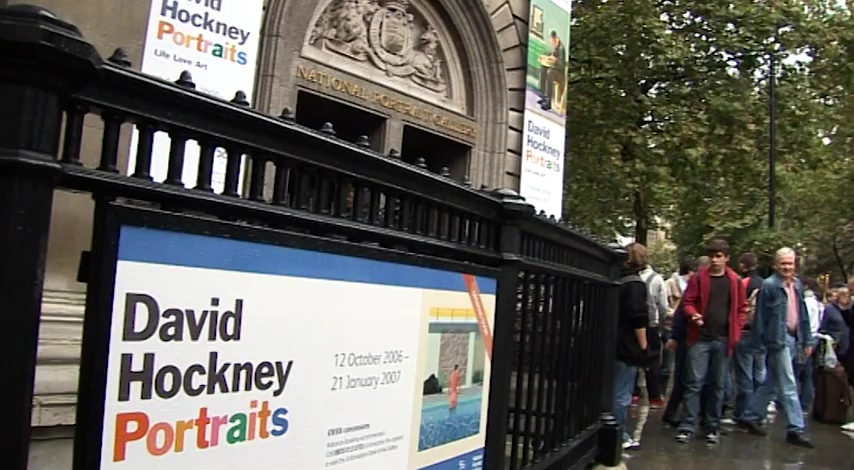 David
Hockney
Portraits
Life Love Art
NATIONAL PORTRAIT GALLERY
David
Hockney
Portraits
David
Hockney
Portraits
12 October 2006 –
21 January 2007